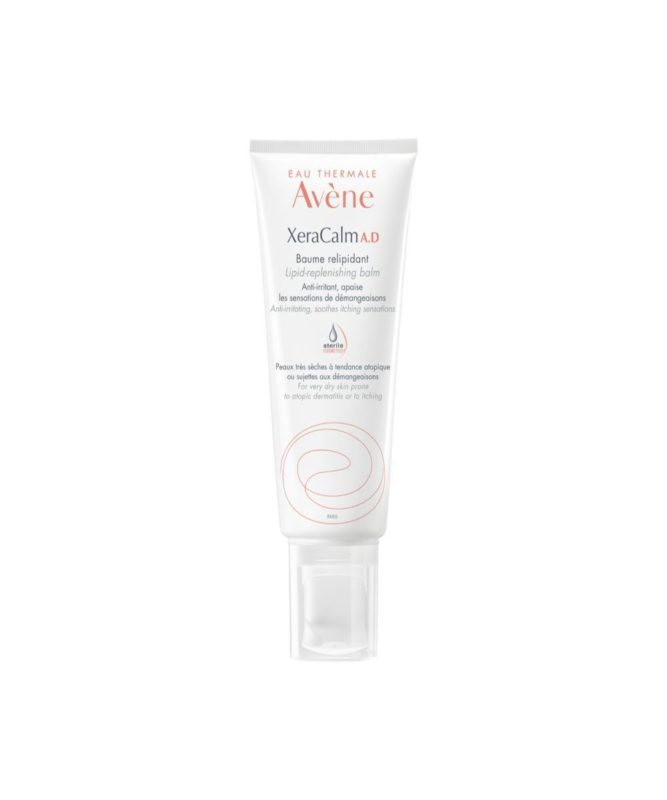 EAU THERMALE
Avène
XeraCalm A.D
Baume relipidant
Lipid-replenishing balm
Anti-irritant, apaise
les sensations de démangeaisons
Anti-irritating, soothes itching sensations
sterile
Peaux très sèches à tendance atopique
ou sujettes aux démangeaisons
For very dry skin prone
to atopic dermatitis or to itching
PARIS